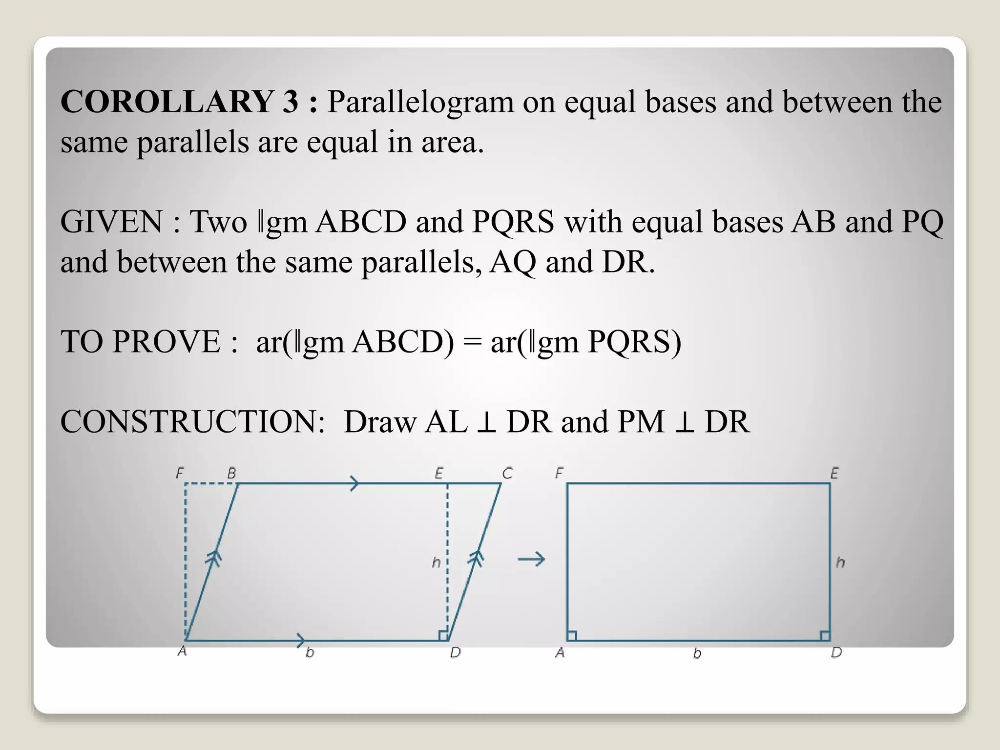 COROLLARY 3 : Parallelogram on equal bases and between the
same parallels are equal in area.
GIVEN : Two ∥gm ABCD and PQRS with equal bases AB and PQ
and between the same parallels, AQ and DR.
TO PROVE : ar(∥gm ABCD) = ar(∥gm PQRS)
CONSTRUCTION: Draw AL ⊥ DR and PM ⊥ DR
F B E C F E
h h
A b D A b D